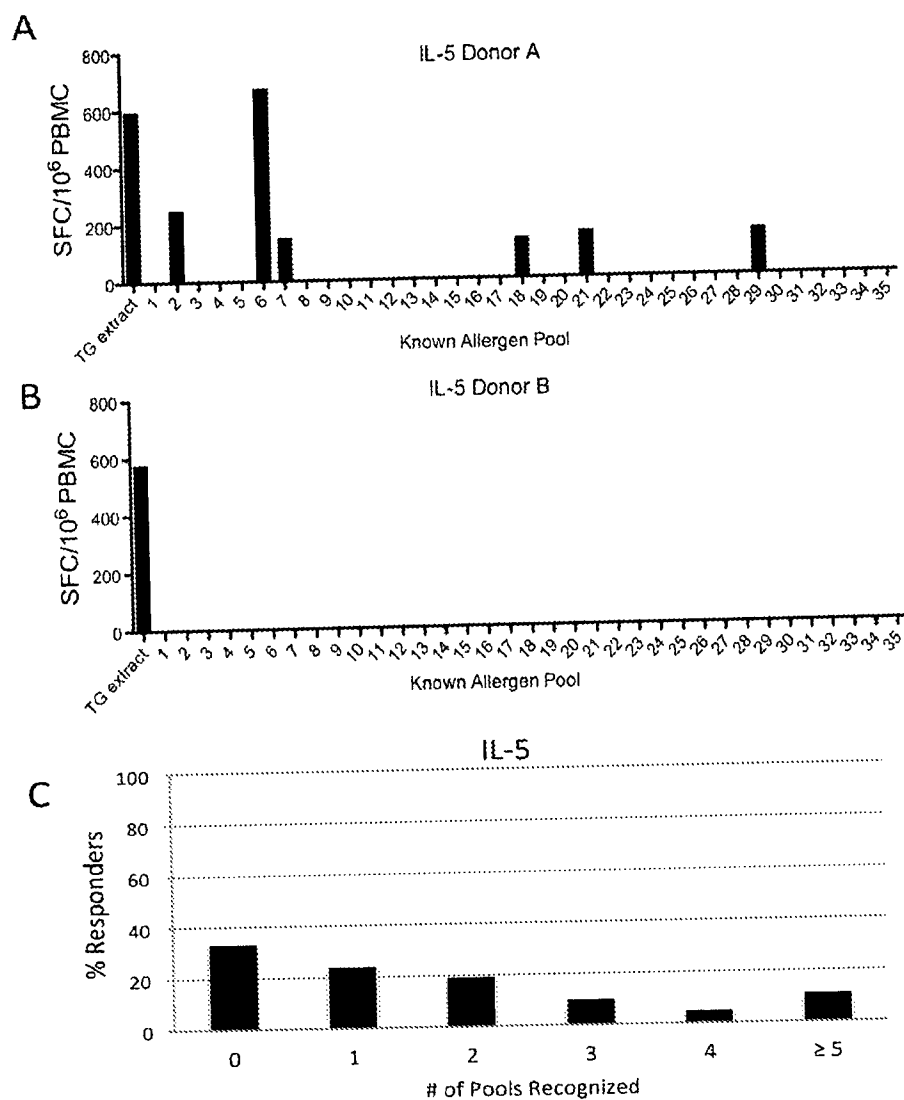 A
IL-5 Donor A
SFC/10⁶ PBMC
800
600
400
200
0
TG extract 1 2 3 4 5 6 7 8 9 10 11 12 13 14 15 16 17 18 19 20 21 22 23 24 25 26 27 28 29 30 31 32 33 34 35
Known Allergen Pool
B
IL-5 Donor B
SFC/10⁶ PBMC
800
600
400
200
0
TG extract 1 2 3 4 5 6 7 8 9 10 11 12 13 14 15 16 17 18 19 20 21 22 23 24 25 26 27 28 29 30 31 32 33 34 35
Known Allergen Pool
C
IL-5
% Responders
100
80
60
40
20
0
0 1 2 3 4 ≥ 5
# of Pools Recognized